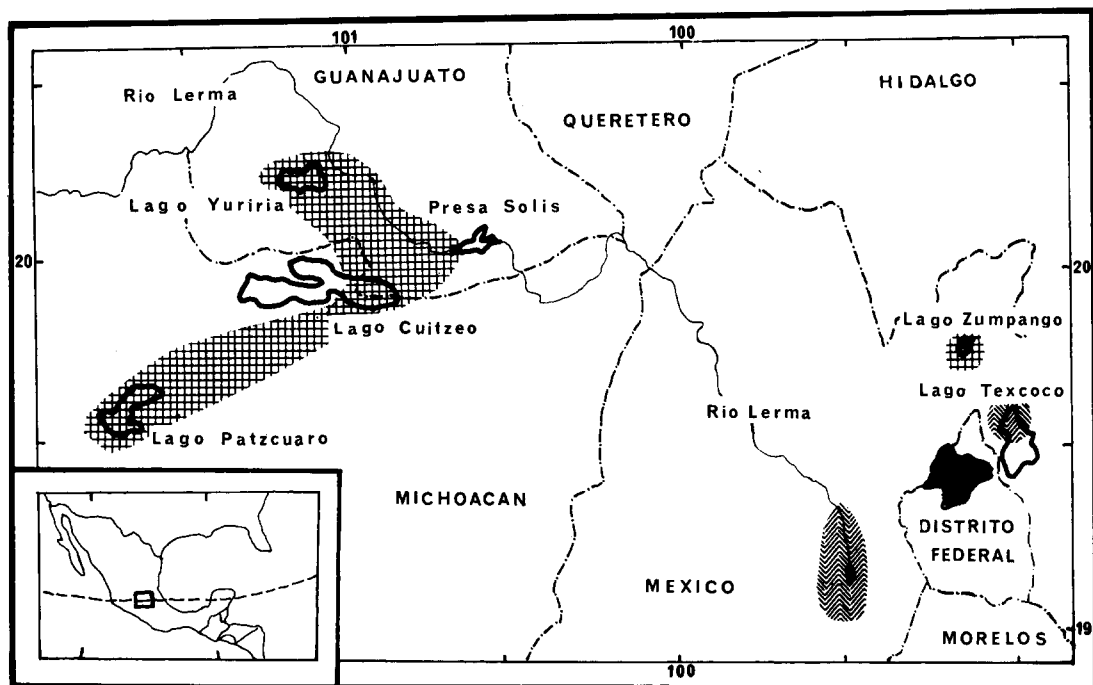 101
100
GUANAJUATO
HIDALGO
Rio Lerma
QUERETERO
Lago Yuriria
Presa Solis
20
20
Lago Zumpango
Lago Cuitzeo
Lago Texcoco
Rio Lerma
Lago Patzcuaro
MICHOACAN
DISTRITO
FEDERAL
MEXICO
19
MORELOS
100